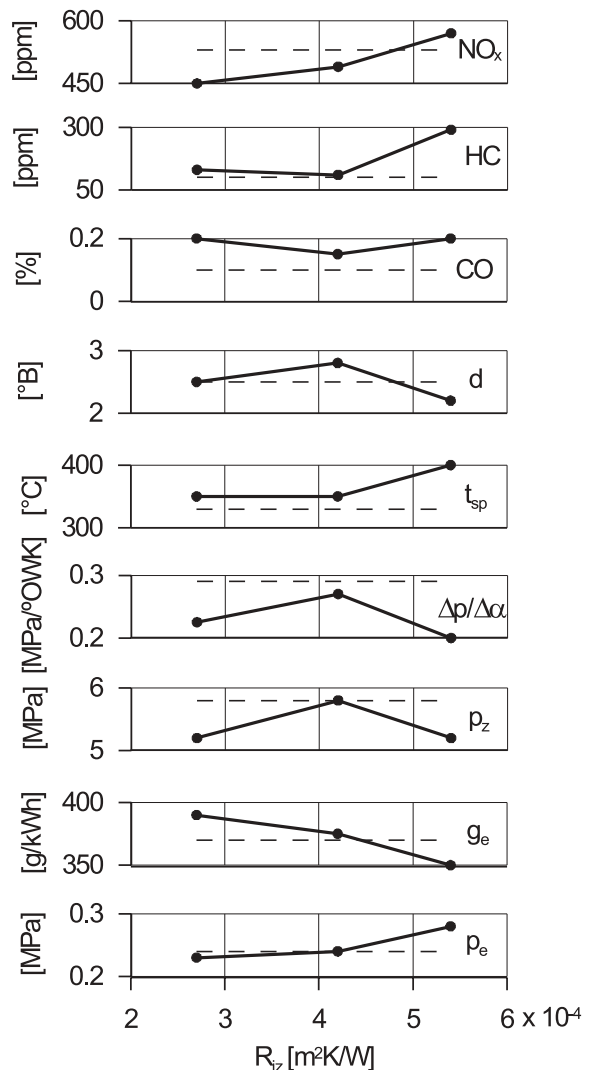 600
[ppm]
NOx
450
300
[ppm]
HC
50
0.2
[%]
CO
0
3
[°B]
d
2
400
[°C]
tsp
300
[MPa/ºOWK]
0.3
Δp/Δα
0.2
6
[MPa]
pz
5
400
[g/kWh]
ge
350
0.3
[MPa]
pe
0.2
2 3 4 5 6 x 10-4
Riz [m²K/W]